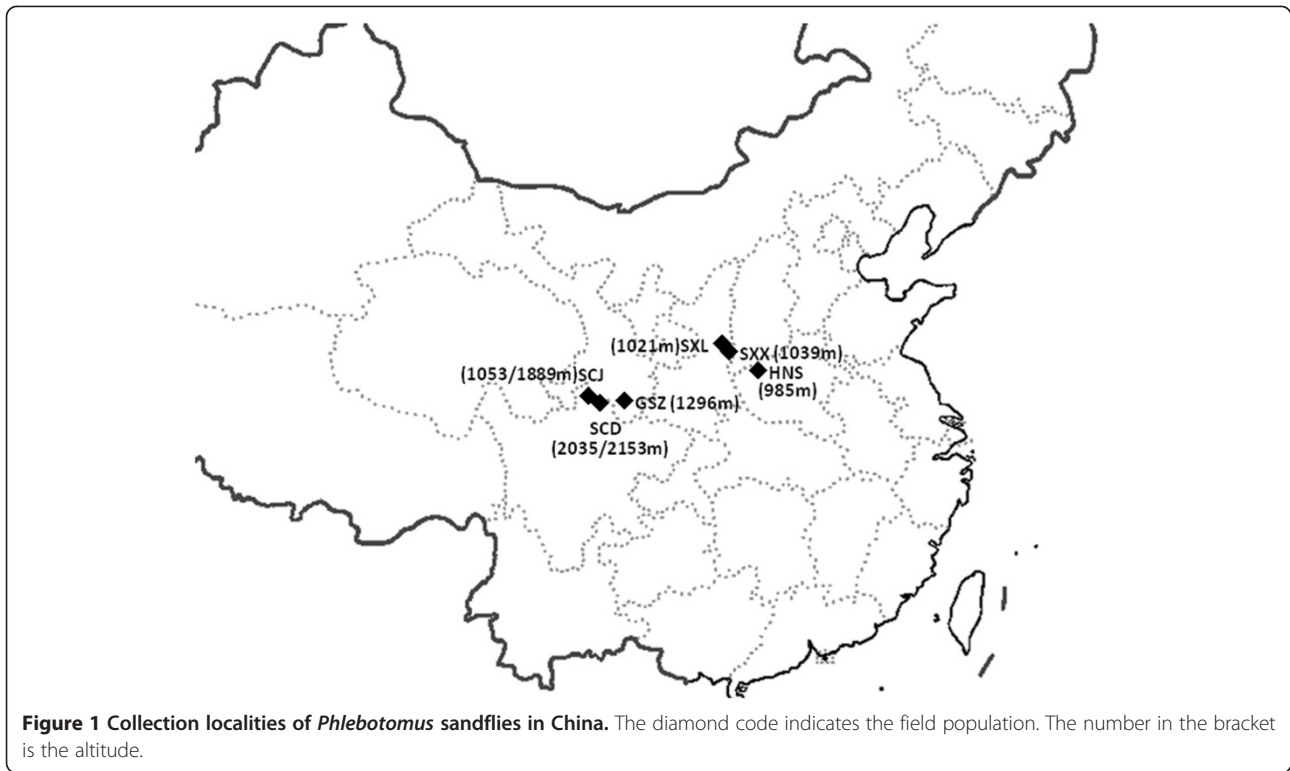 (1021m)SXL
SXX (1039m)
HNS
(985m)
(1053/1889m)SCJ
GSZ (1296m)
SCD
(2035/2153m)
Figure 1 Collection localities of Phlebotomus sandflies in China. The diamond code indicates the field population. The number in the bracket
is the altitude.